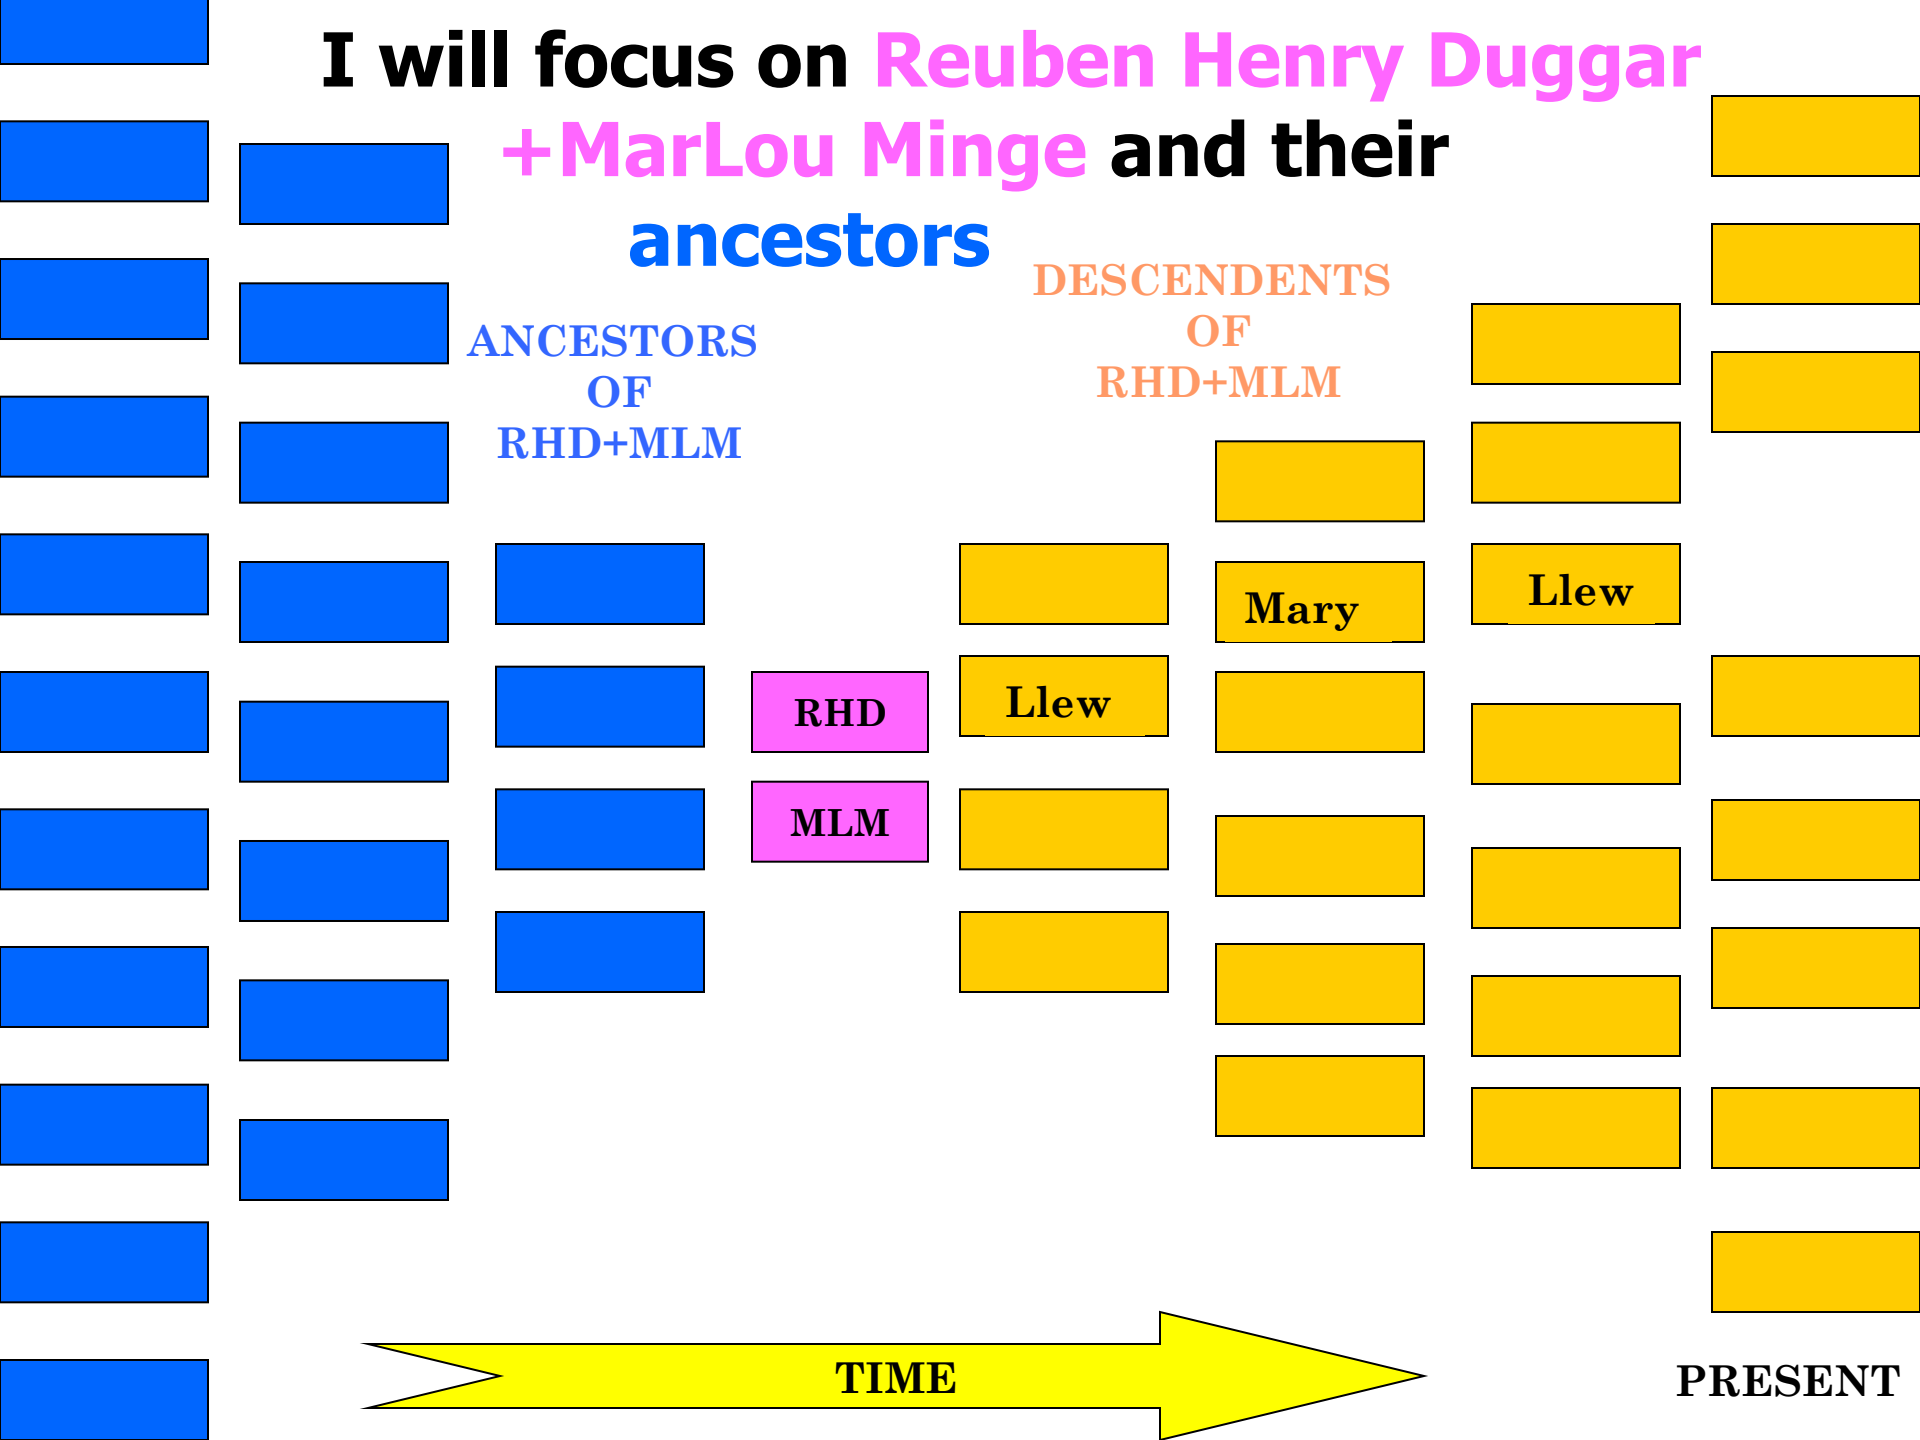 I will focus on Reuben Henry Duggar
+MarLou Minge and their
ancestors
DESCENDENTS
OF
RHD+MLM
ANCESTORS
OF
RHD+MLM
Llew
Mary
Llew
RHD
MLM
TIME
PRESENT